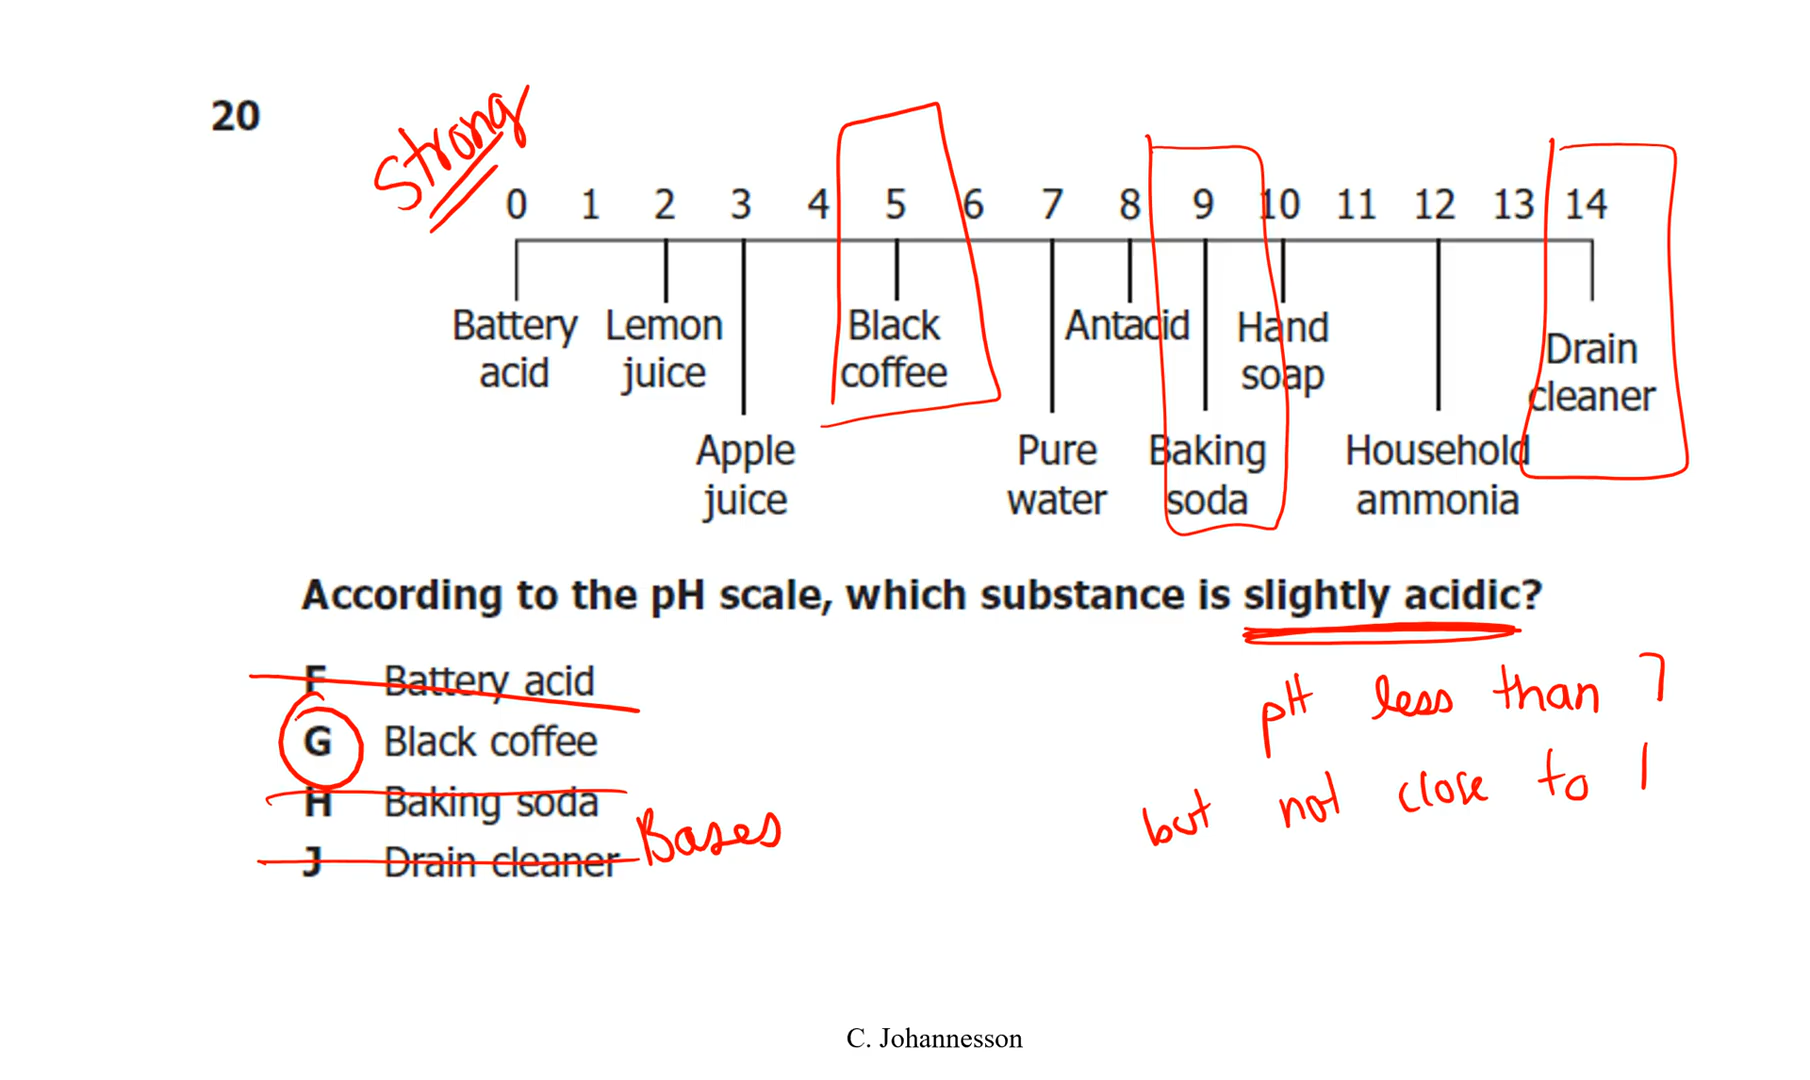 20
Strong
0 1 2 3 4 5 6 7 8 9 10 11 12 13 14
Battery acid
Lemon juice
Apple juice
Black coffee
Pure water
Antacid
Baking soda
Hand soap
Household ammonia
Drain cleaner
According to the pH scale, which substance is slightly acidic?
F Battery acid
G Black coffee
H Baking soda
J Drain cleaner
Bases
pH less than 7
but not close to 1
C. Johannesson